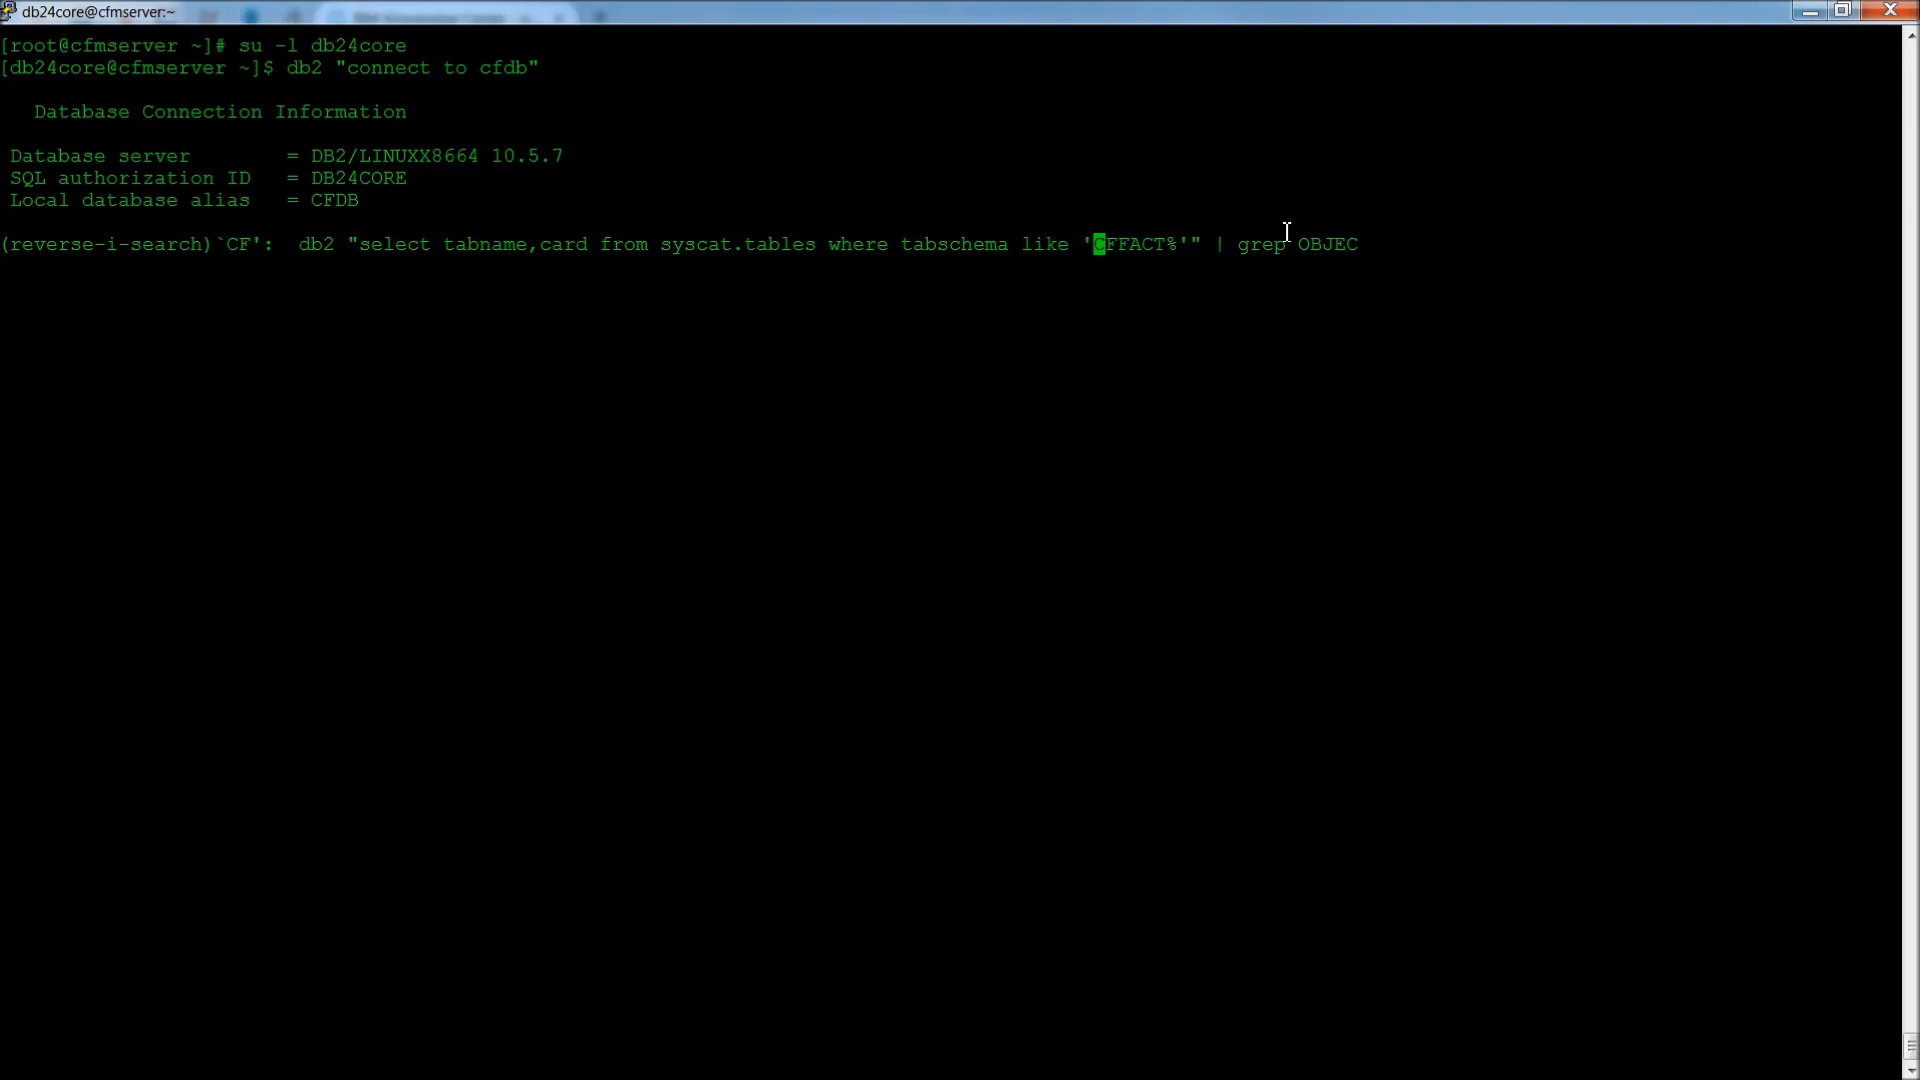 db24core@cfmserver:~
[root@cfmserver ~]# su -l db24core
[db24core@cfmserver ~]$ db2 "connect to cfdb"
Database Connection Information
Database server = DB2/LINUXX8664 10.5.7
SQL authorization ID = DB24CORE
Local database alias = CFDB
(reverse-i-search)`CF': db2 "select tabname,card from syscat.tables where tabschema like 'CFFACT%'" | grep OBJEC